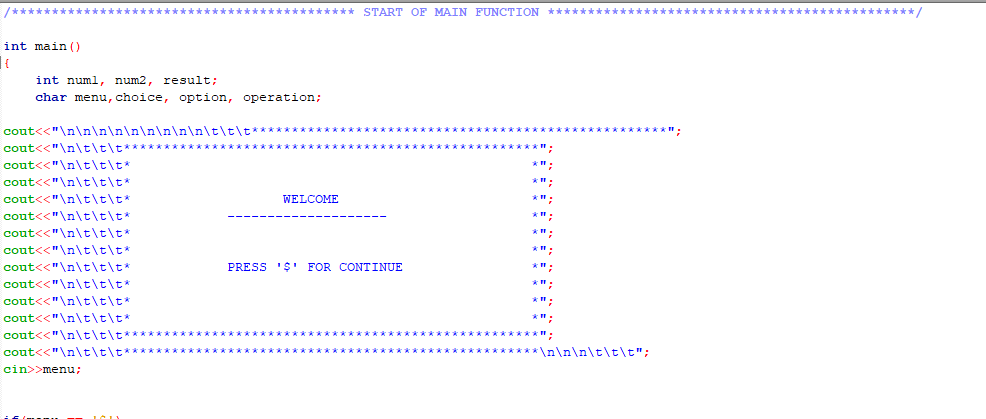 /******************************************* START OF MAIN FUNCTION **********************************************/
int main()
{
int num1, num2, result;
char menu,choice, option, operation;
cout<<"\n\n\n\n\n\n\n\n\n\t\t\t****************************************************";
cout<<"\n\t\t\t****************************************************";
cout<<"\n\t\t\t*                                                  *";
cout<<"\n\t\t\t*                                                  *";
cout<<"\n\t\t\t*                   WELCOME                        *";
cout<<"\n\t\t\t*            --------------------                  *";
cout<<"\n\t\t\t*                                                  *";
cout<<"\n\t\t\t*                                                  *";
cout<<"\n\t\t\t*            PRESS '$' FOR CONTINUE                *";
cout<<"\n\t\t\t*                                                  *";
cout<<"\n\t\t\t*                                                  *";
cout<<"\n\t\t\t*                                                  *";
cout<<"\n\t\t\t****************************************************";
cout<<"\n\t\t\t****************************************************\n\n\n\t\t\t";
cin>>menu;
if(menu == '$')